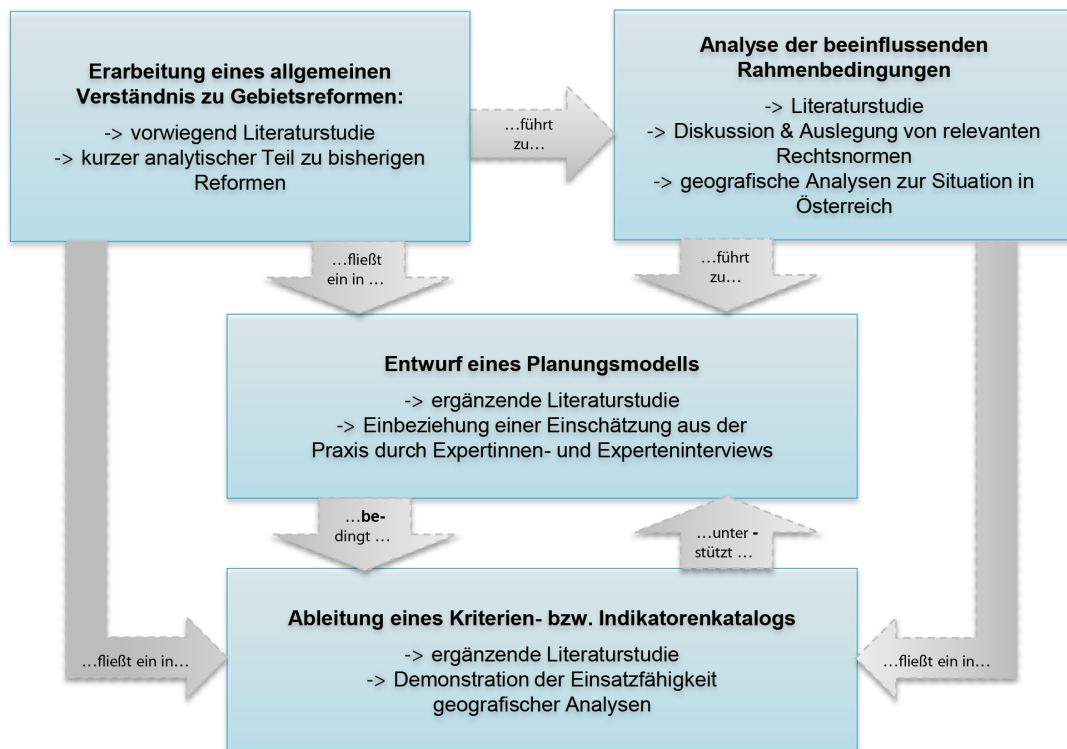 Erarbeitung eines allgemeinen
Verständnis zu Gebietsreformen:
-> vorwiegend Literaturstudie
-> kurzer analytischer Teil zu bisherigen
Reformen
…führt
zu…
Analyse der beeinflussenden
Rahmenbedingungen
-> Literaturstudie
-> Diskussion & Auslegung von relevanten
Rechtsnormen
-> geografische Analysen zur Situation in
Österreich
…fließt
ein in …
…führt
zu…
Entwurf eines Planungsmodells
-> ergänzende Literaturstudie
-> Einbeziehung einer Einschätzung aus der
Praxis durch Expertinnen- und Experteninterviews
…be-
dingt …
…unter -
stützt …
Ableitung eines Kriterien- bzw. Indikatorenkatalogs
-> ergänzende Literaturstudie
-> Demonstration der Einsatzfähigkeit
geografischer Analysen
…fließt ein in…
…fließt ein in…